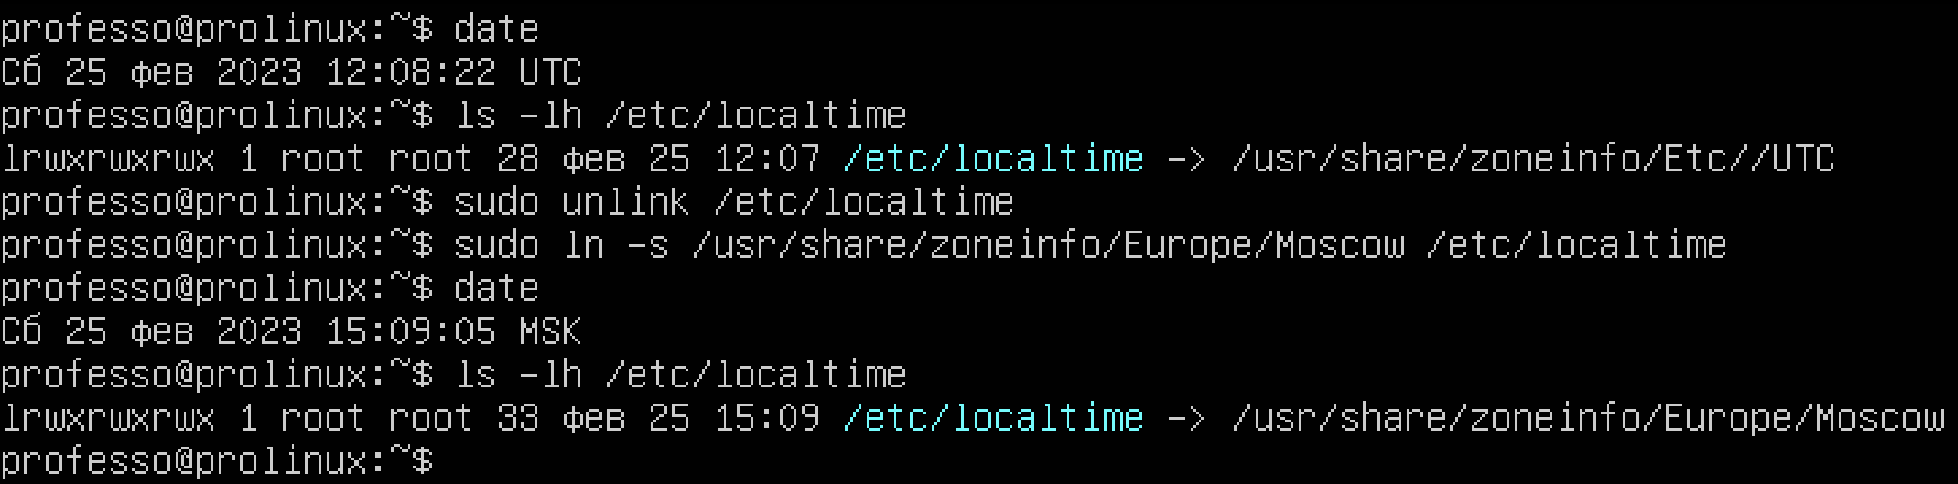 professo@prolinux:~$ date
Сб 25 фев 2023 12:08:22 UTC
professo@prolinux:~$ ls -lh /etc/localtime
lrwxrwxrwx 1 root root 28 фев 25 12:07 /etc/localtime -> /usr/share/zoneinfo/Etc//UTC
professo@prolinux:~$ sudo unlink /etc/localtime
professo@prolinux:~$ sudo ln -s /usr/share/zoneinfo/Europe/Moscow /etc/localtime
professo@prolinux:~$ date
Сб 25 фев 2023 15:09:05 MSK
professo@prolinux:~$ ls -lh /etc/localtime
lrwxrwxrwx 1 root root 33 фев 25 15:09 /etc/localtime -> /usr/share/zoneinfo/Europe/Moscow
professo@prolinux:~$